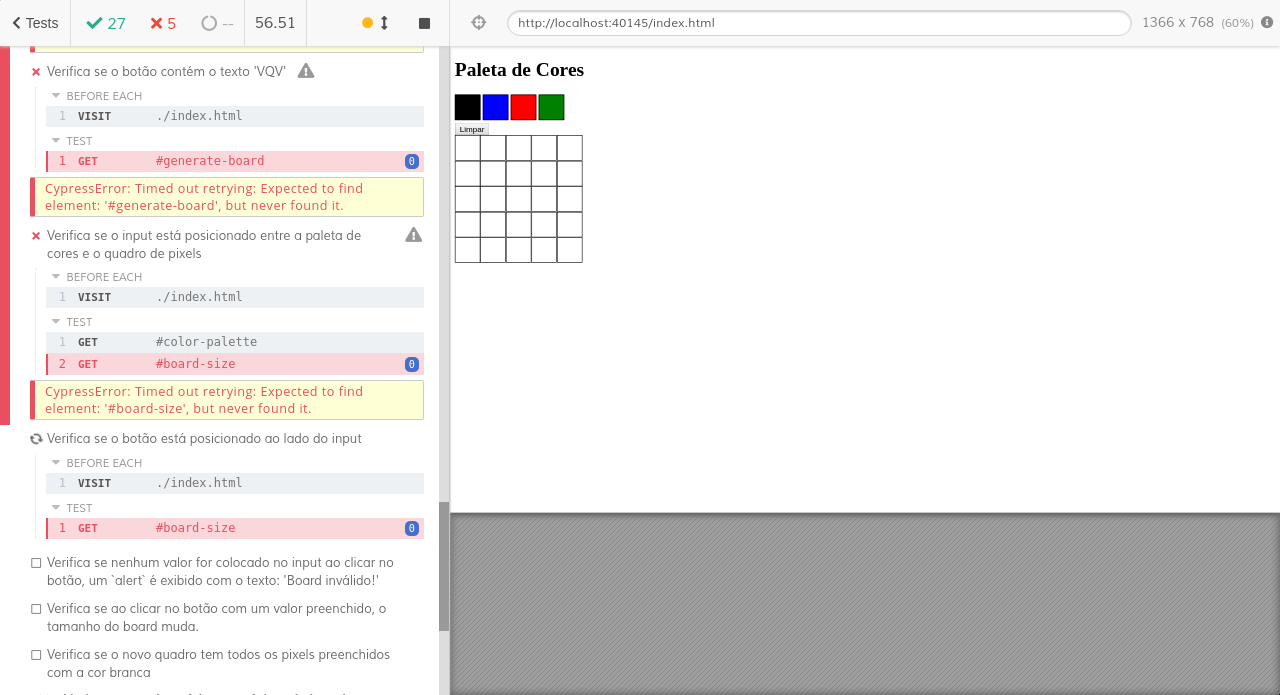 Tests 27 5 -- 56.51 http://localhost:40145/index.html 1366 x 768 (60%)
Verifica se o botão contém o texto 'VQV'
BEFORE EACH
1 VISIT ./index.html
TEST
1 GET #generate-board 0
CypressError: Timed out retrying: Expected to find
element: '#generate-board', but never found it.
Verifica se o input está posicionado entre a paleta de
cores e o quadro de pixels
BEFORE EACH
1 VISIT ./index.html
TEST
1 GET #color-palette
2 GET #board-size 0
CypressError: Timed out retrying: Expected to find
element: '#board-size', but never found it.
Verifica se o botão está posicionado ao lado do input
BEFORE EACH
1 VISIT ./index.html
TEST
1 GET #board-size 0
Verifica se nenhum valor for colocado no input ao clicar no
botão, um `alert` é exibido com o texto: 'Board inválido!'
Verifica se ao clicar no botão com um valor preenchido, o
tamanho do board muda.
Verifica se o novo quadro tem todos os pixels preenchidos
com a cor branca
Paleta de Cores
Limpar